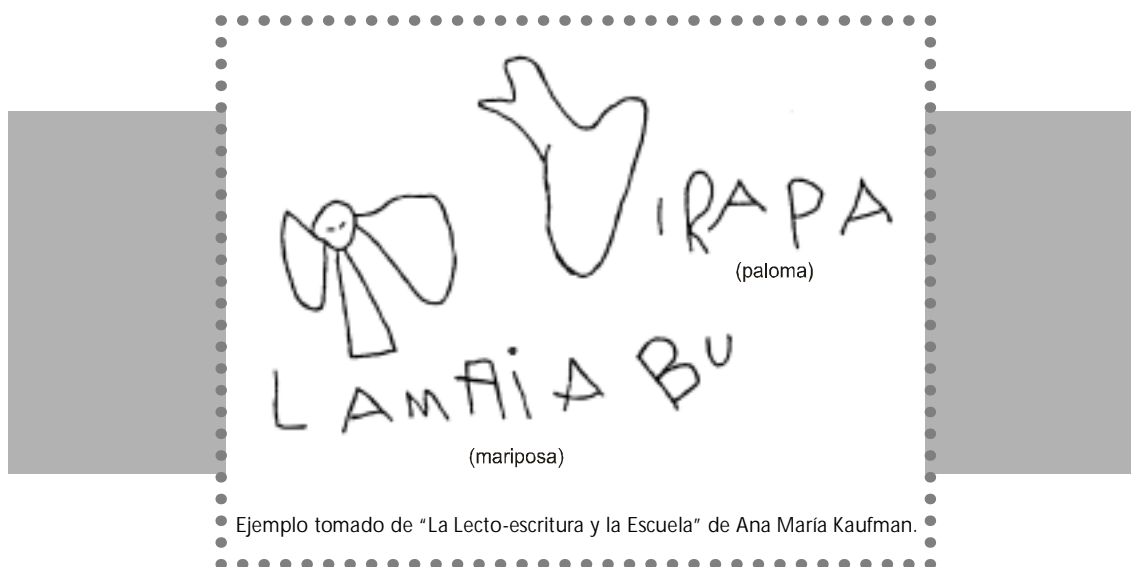 IRAPA
(paloma)
LAMAiABU
(mariposa)
Ejemplo tomado de “La Lecto-escritura y la Escuela” de Ana María Kaufman.